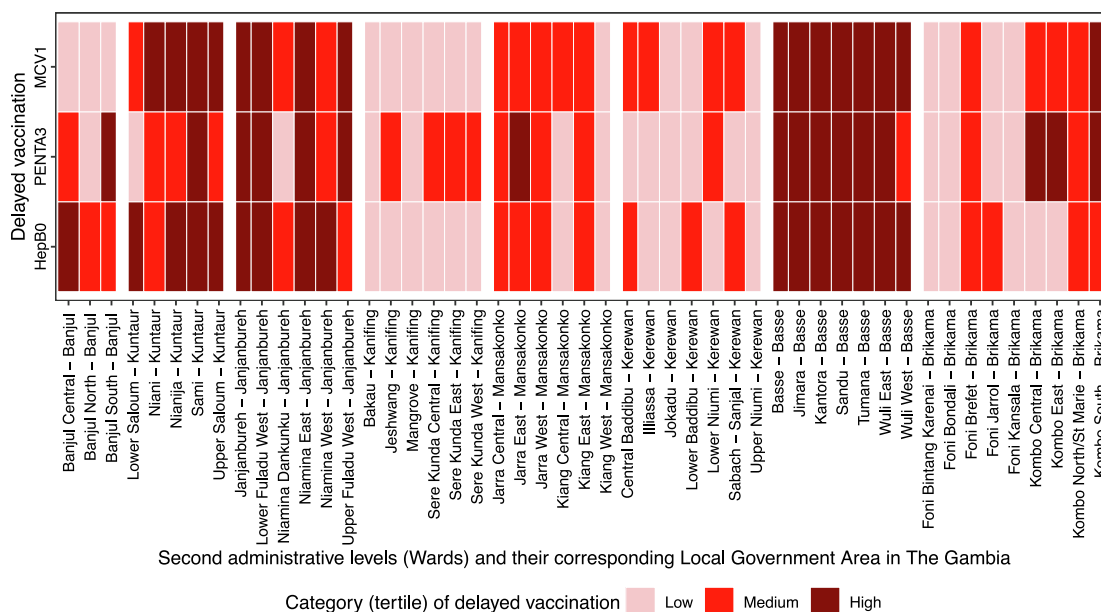 Delayed vaccination
MCV1
PENTA3
HepB0
Banjul Central – Banjul
Banjul North – Banjul
Banjul South – Banjul
Lower Saloum – Kuntaur
Niani – Kuntaur
Nianija – Kuntaur
Sami – Kuntaur
Upper Saloum – Kuntaur
Janjanbureh – Janjanbureh
Lower Fuladu West – Janjanbureh
Niamina Dankunku – Janjanbureh
Niamina East – Janjanbureh
Niamina West – Janjanbureh
Upper Fuladu West – Janjanbureh
Bakau – Kanifing
Jeshwang – Kanifing
Mangrove – Kanifing
Sere Kunda Central – Kanifing
Sere Kunda East – Kanifing
Sere Kunda West – Kanifing
Jarra Central – Mansakonko
Jarra East – Mansakonko
Jarra West – Mansakonko
Kiang Central – Mansakonko
Kiang East – Mansakonko
Kiang West – Mansakonko
Central Baddibu – Kerewan
Illiassa – Kerewan
Jokadu – Kerewan
Lower Baddibu – Kerewan
Lower Niumi – Kerewan
Sabach – Sanjal – Kerewan
Upper Niumi – Kerewan
Basse – Basse
Jimara – Basse
Kantora – Basse
Sandu – Basse
Tumana – Basse
Wuli East – Basse
Wuli West – Basse
Foni Bintang Karenai – Brikama
Foni Bondali – Brikama
Foni Brefet – Brikama
Foni Jarrol – Brikama
Foni Kansala – Brikama
Kombo Central – Brikama
Kombo East – Brikama
Kombo North/St Marie – Brikama
Kombo South – Brikama
Second administrative levels (Wards) and their corresponding Local Government Area in The Gambia
Category (tertile) of delayed vaccination Low Medium High